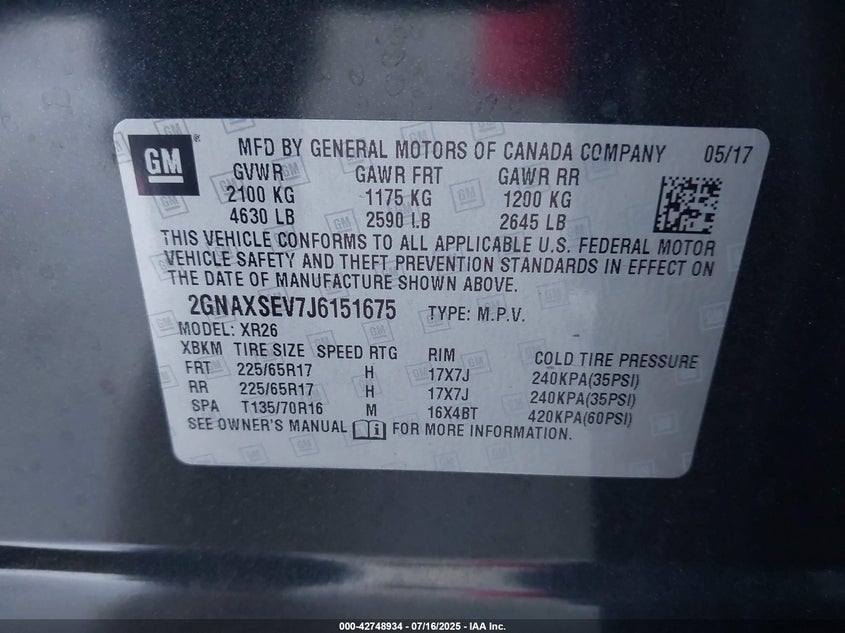 GM ® MFD BY GENERAL MOTORS OF CANADA COMPANY 05/17
GVWR GAWR FRT GAWR RR
2100 KG 1175 KG 1200 KG
4630 LB 2590 LB 2645 LB
THIS VEHICLE CONFORMS TO ALL APPLICABLE U.S. FEDERAL MOTOR
VEHICLE SAFETY AND THEFT PREVENTION STANDARDS IN EFFECT ON
THE DATE OF MANUFACTURE SHOWN ABOVE.
2GNAXSEV7J6151675 TYPE: M.P.V.
MODEL: XR26
XBKM TIRE SIZE SPEED RTG RIM COLD TIRE PRESSURE
FRT 225/65R17 H 17X7J 240KPA(35PSI)
RR 225/65R17 H 17X7J 240KPA(35PSI)
SPA T135/70R16 M 16X4BT 420KPA(60PSI)
SEE OWNER'S MANUAL i FOR MORE INFORMATION.
000-42748934 - 07/16/2025 - IAA Inc.